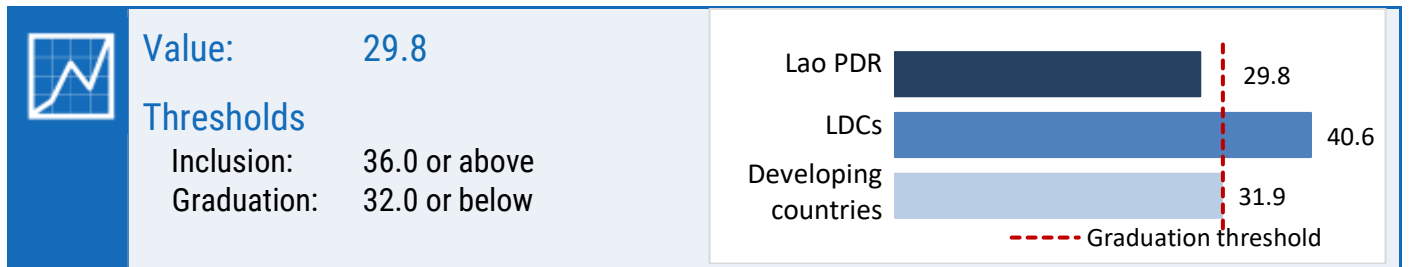 Value: 29.8
Thresholds
Inclusion: 36.0 or above
Graduation: 32.0 or below
Lao PDR 29.8
LDCs 40.6
Developing
countries 31.9
Graduation threshold